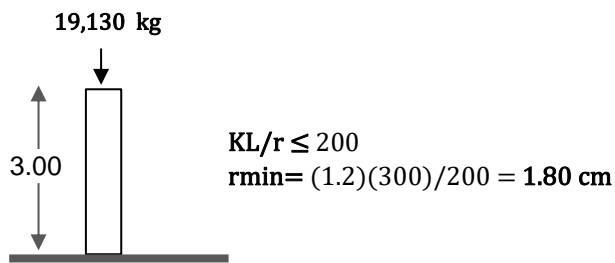 19,130 kg
3.00
KL/r ≤ 200
rmin= (1.2)(300)/200 = 1.80 cm